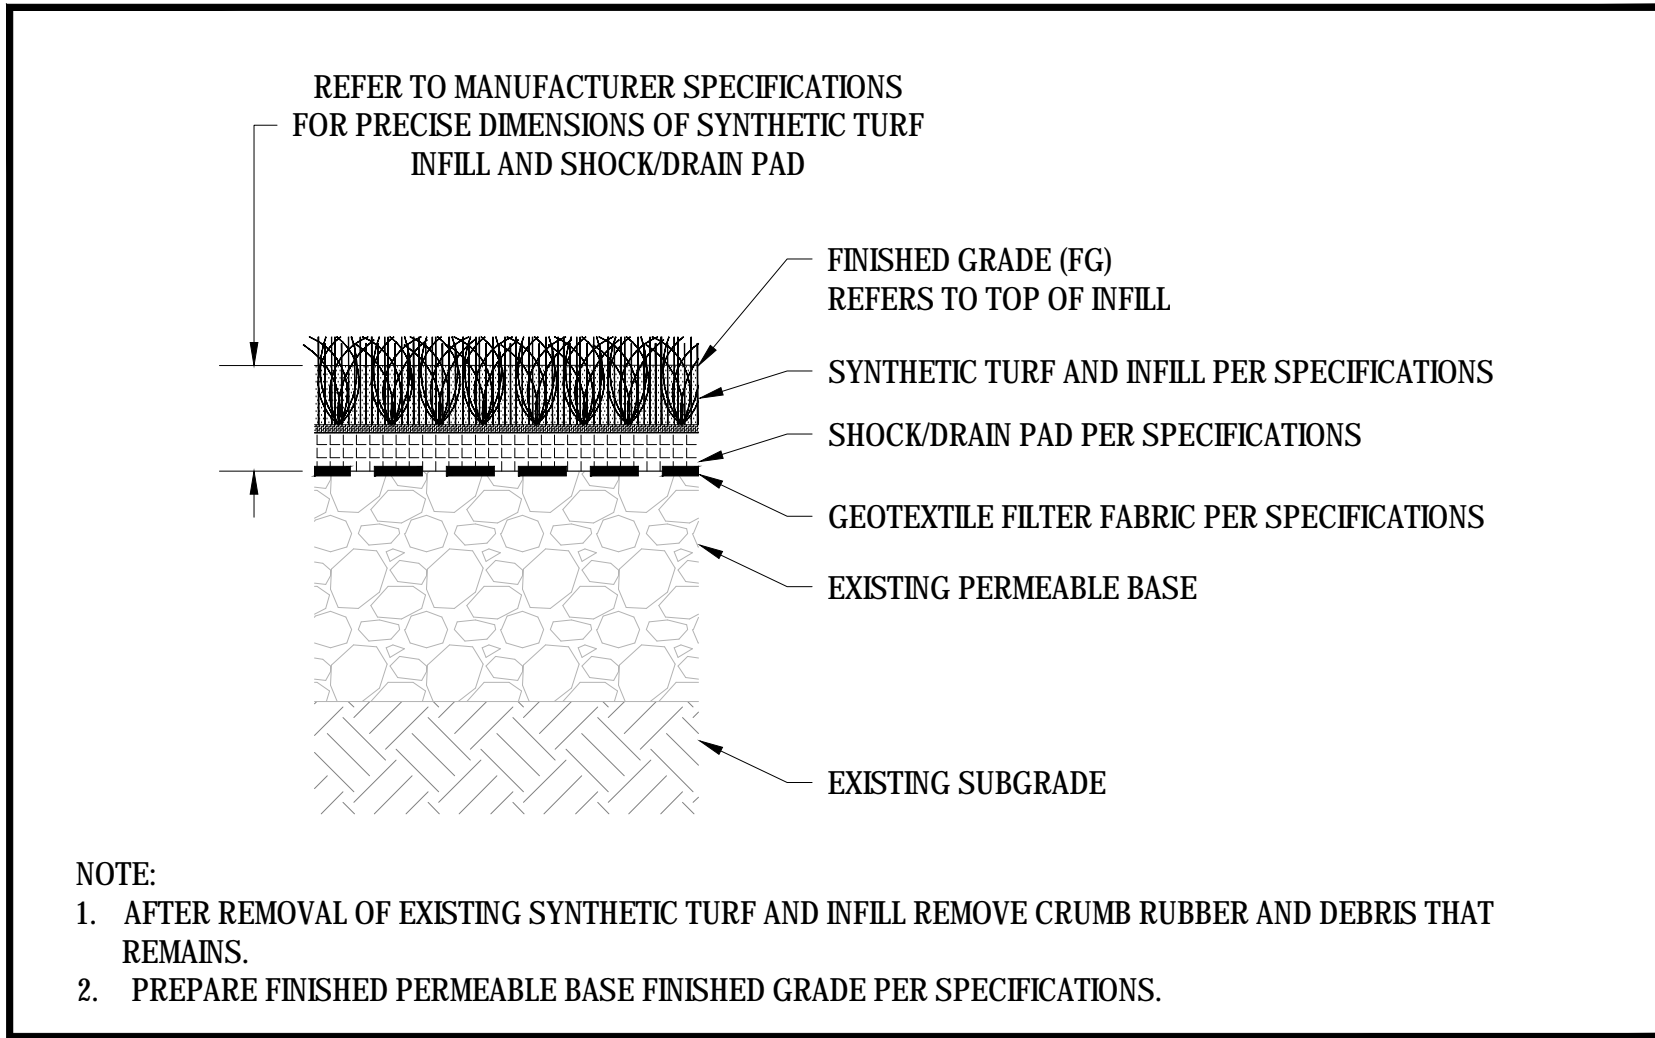 REFER TO MANUFACTURER SPECIFICATIONS
FOR PRECISE DIMENSIONS OF SYNTHETIC TURF
INFILL AND SHOCK/DRAIN PAD
FINISHED GRADE (FG)
REFERS TO TOP OF INFILL
SYNTHETIC TURF AND INFILL PER SPECIFICATIONS
SHOCK/DRAIN PAD PER SPECIFICATIONS
GEOTEXTILE FILTER FABRIC PER SPECIFICATIONS
EXISTING PERMEABLE BASE
EXISTING SUBGRADE
NOTE:
1. AFTER REMOVAL OF EXISTING SYNTHETIC TURF AND INFILL REMOVE CRUMB RUBBER AND DEBRIS THAT
REMAINS.
2. PREPARE FINISHED PERMEABLE BASE FINISHED GRADE PER SPECIFICATIONS.